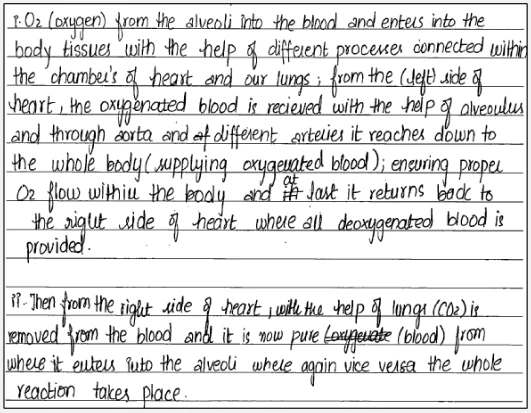 i. O2 (oxygen) from the alveoli into the blood and enters into the
body tissues with the help of different processes connected within
the chamber's of heart and our lungs; from the (left) side of
heart, the oxygenated blood is recieved with the help of alveoulus
and through aorta and of different arteries it reaches down to
the whole body (supplying oxygenated blood); ensuring proper
O2 flow within the body and at last it returns back to
the right side of heart where all deoxygenated blood is
provided.
ii. Then from the right side of heart, with the help of lungs (CO2) is
removed from the blood and it is now pure (oxygenate (blood) from
where it enters into the alveoli where again vice versa the whole
reaction takes place.